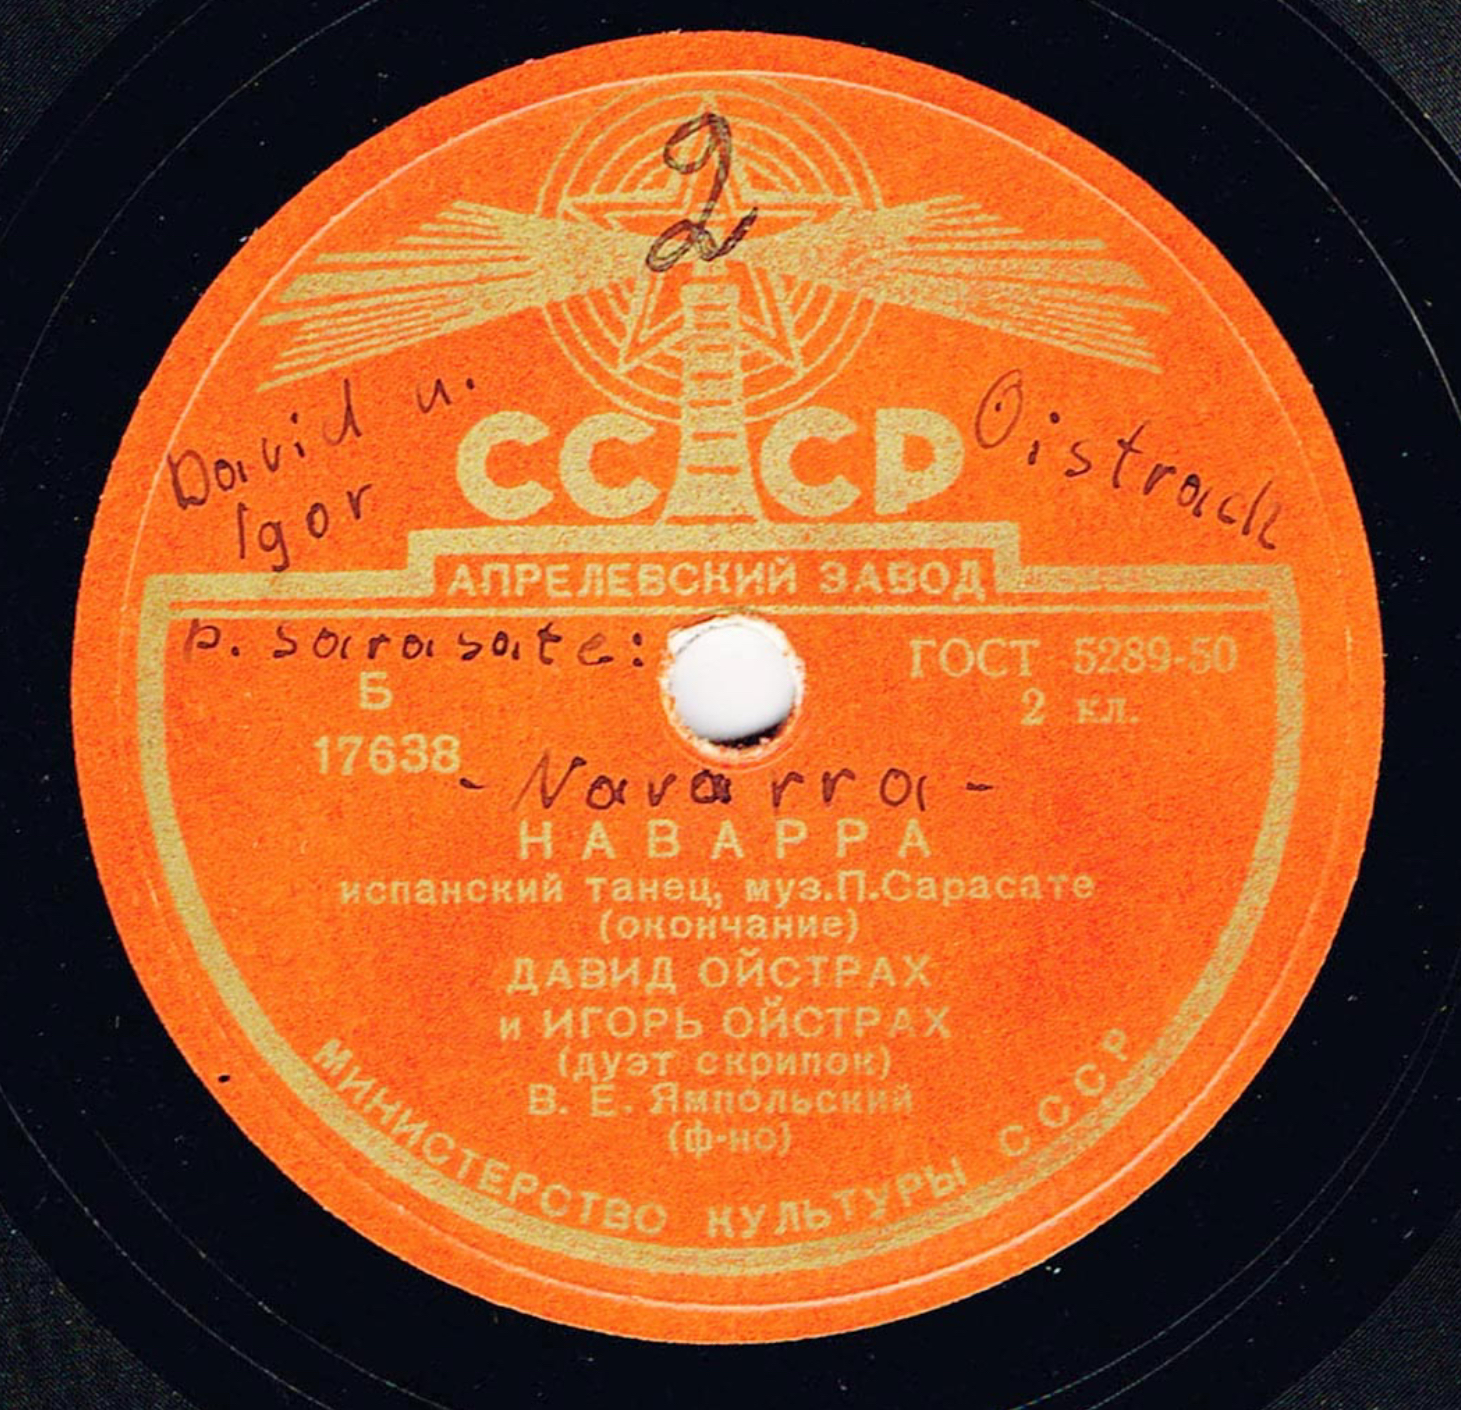 2
David u. Igor
Oistrach
СССР
АПРЕЛЕВСКИЙ ЗАВОД
P. Sarasate:
Б
17638
ГОСТ 5289-50
2 кл.
- Navarra -
НАВАРРА
испанский танец, муз.П.Сарасате
(окончание)
ДАВИД ОЙСТРАХ
и ИГОРЬ ОЙСТРАХ
(дуэт скрипок)
В. Е. Ямпольский
(ф-но)
МИНИСТЕРСТВО КУЛЬТУРЫ СССР